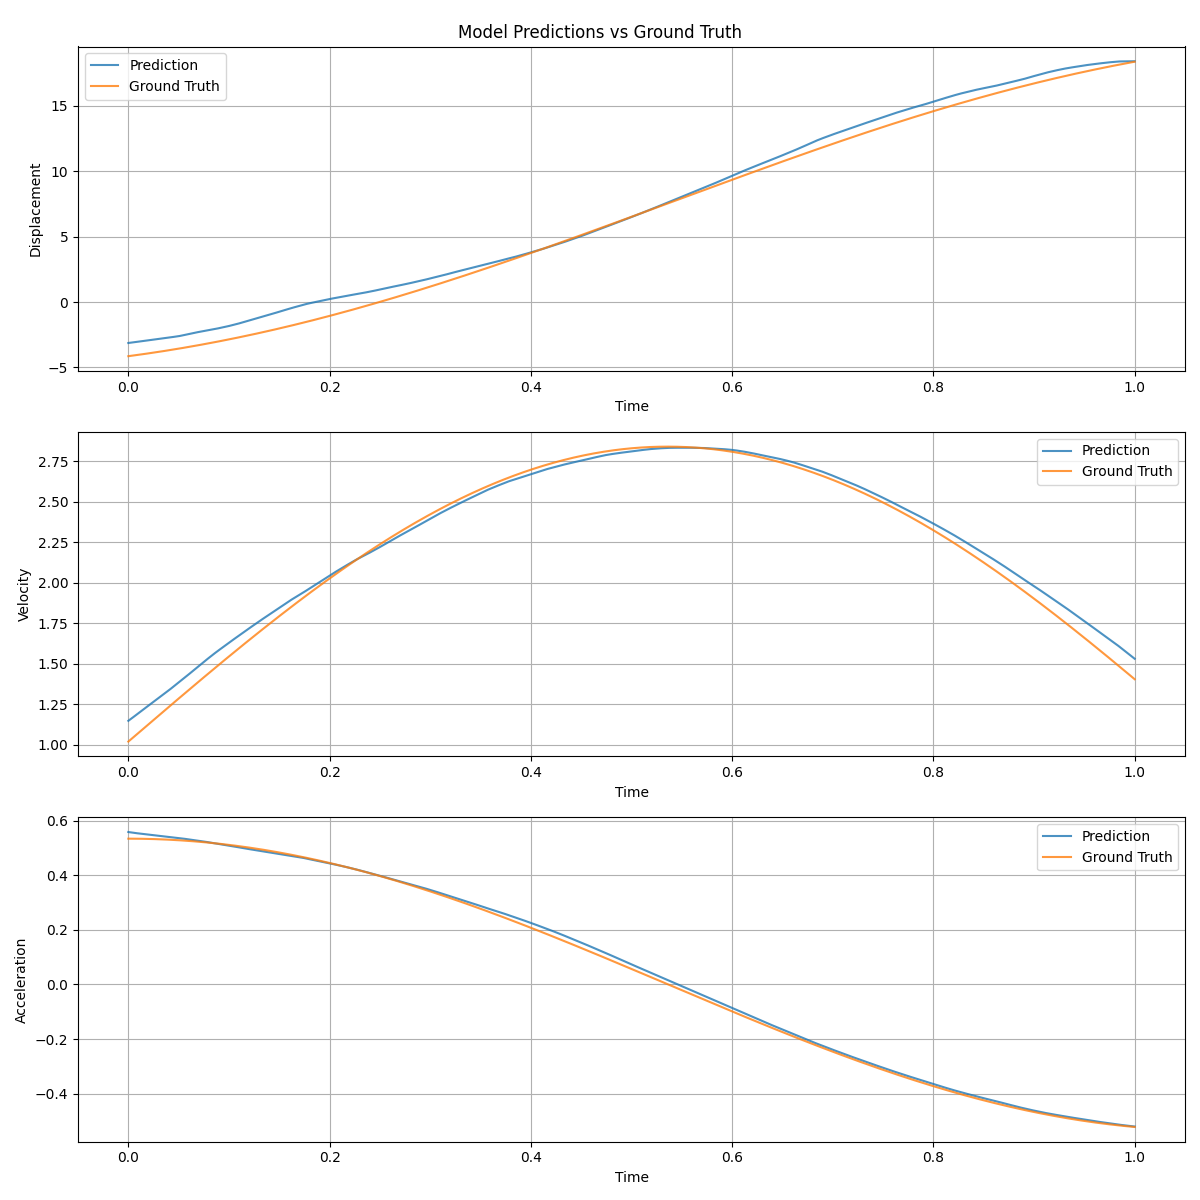 Model Predictions vs Ground Truth
Prediction
Ground Truth
Displacement
15
10
5
0
−5
0.0 0.2 0.4 0.6 0.8 1.0
Time
Prediction
Ground Truth
Velocity
2.75
2.50
2.25
2.00
1.75
1.50
1.25
1.00
0.0 0.2 0.4 0.6 0.8 1.0
Time
Prediction
Ground Truth
Acceleration
0.6
0.4
0.2
0.0
−0.2
−0.4
0.0 0.2 0.4 0.6 0.8 1.0
Time